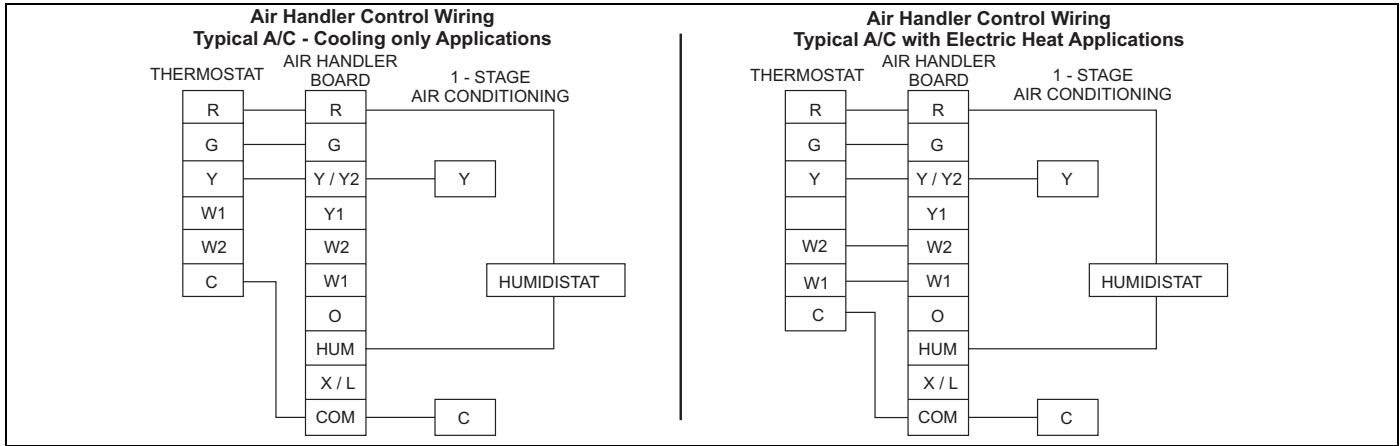 Air Handler Control Wiring
Typical A/C - Cooling only Applications
THERMOSTAT
AIR HANDLER
BOARD
1 - STAGE
AIR CONDITIONING
R
R
G
G
Y
Y / Y2
Y
W1
Y1
W2
W2
C
W1
HUMIDISTAT
O
HUM
X / L
COM
C
Air Handler Control Wiring
Typical A/C with Electric Heat Applications
THERMOSTAT
AIR HANDLER
BOARD
1 - STAGE
AIR CONDITIONING
R
R
G
G
Y
Y / Y2
Y
Y1
W2
W2
W1
W1
HUMIDISTAT
C
O
HUM
X / L
COM
C